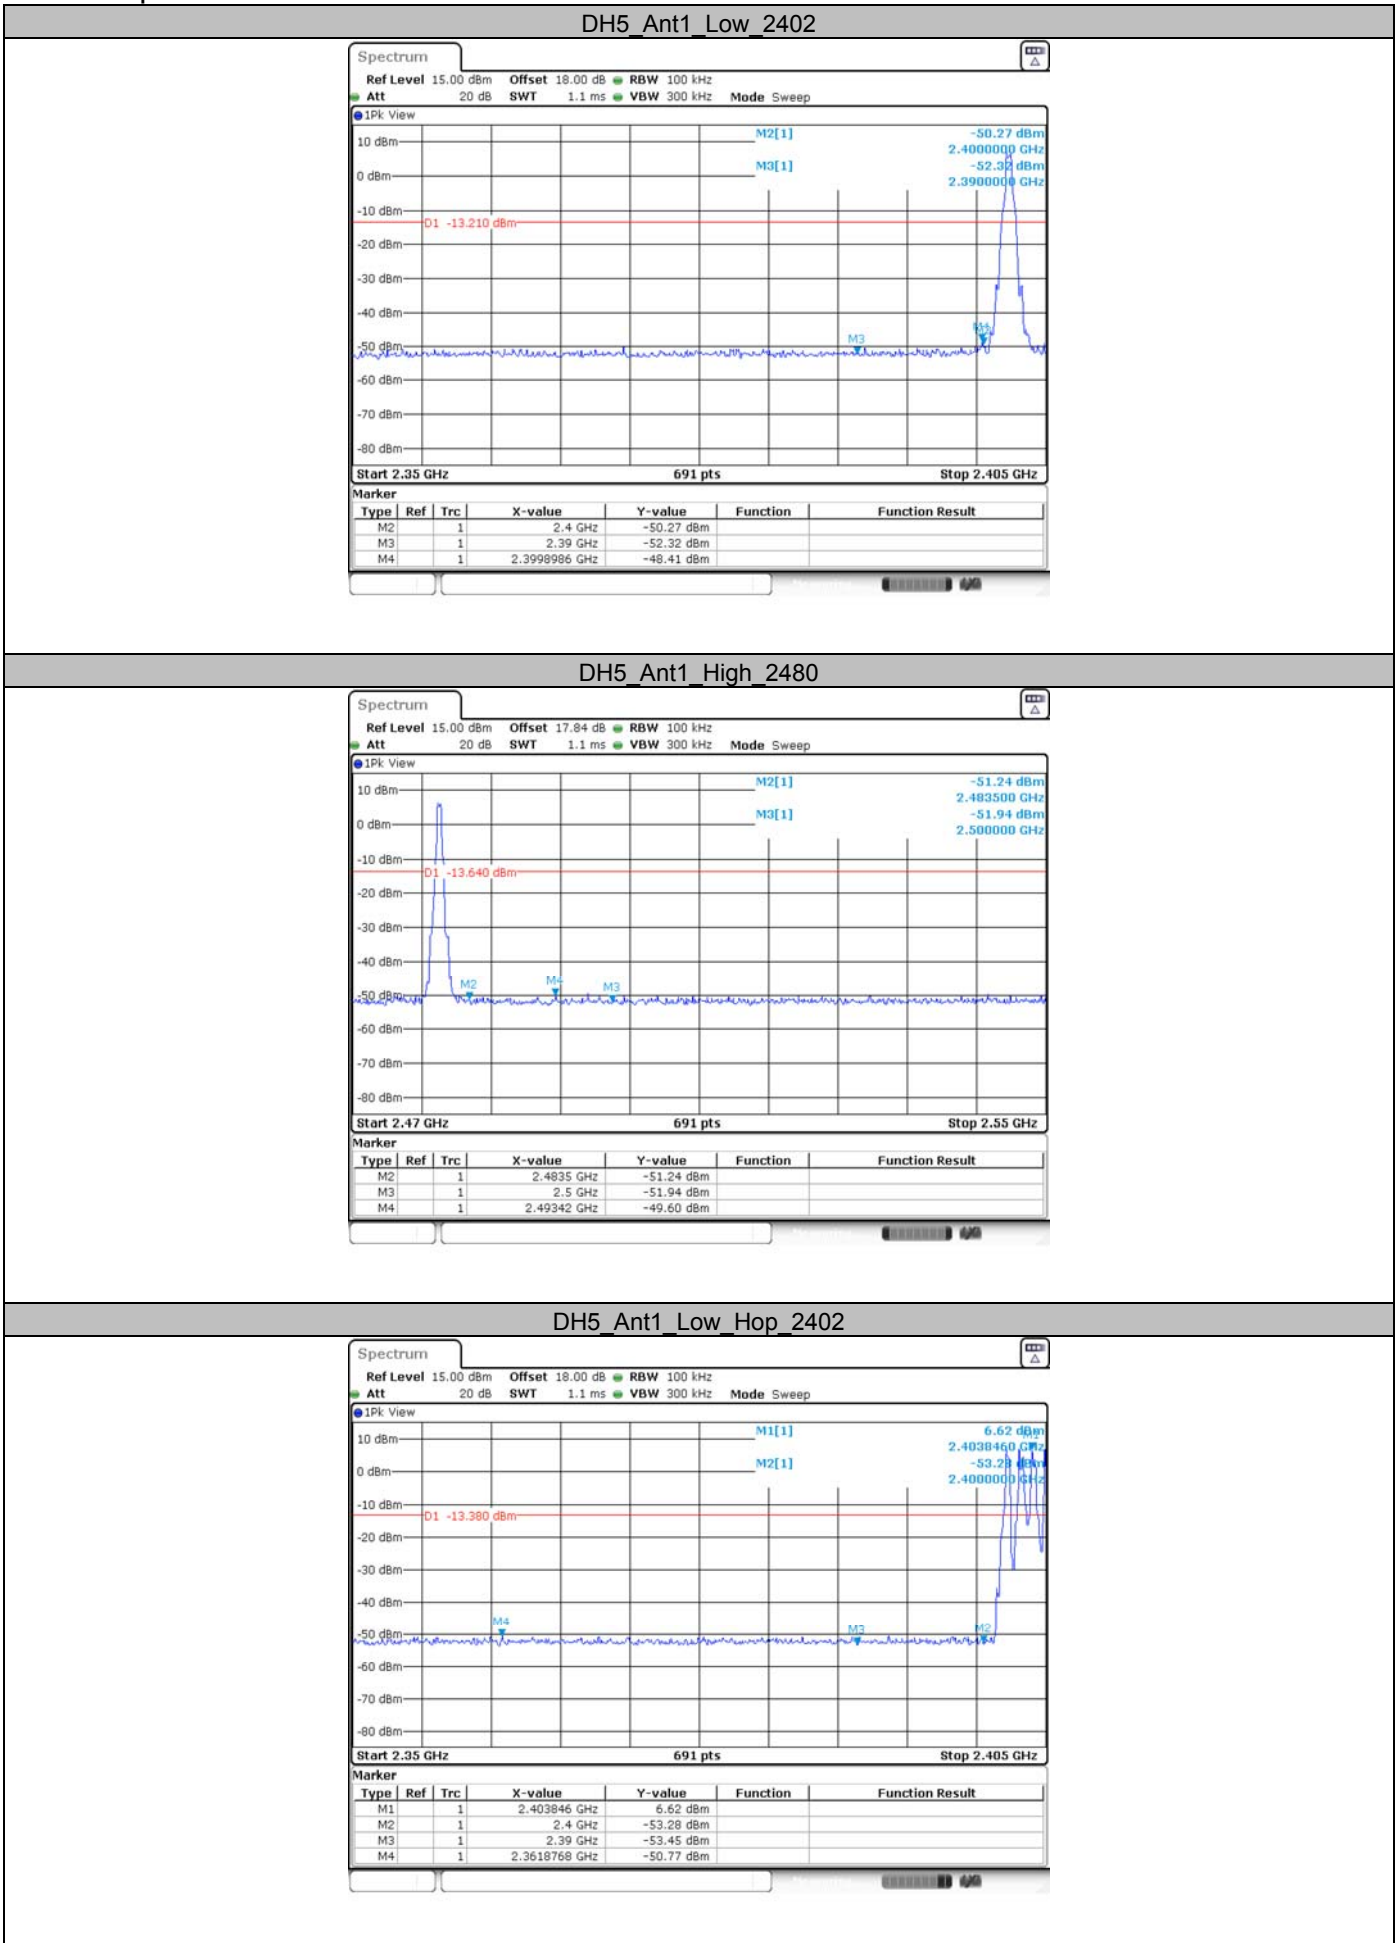 DH5_Ant1_Low_2402
Spectrum
Ref Level 15.00 dBm Offset 18.00 dB RBW 100 kHz
Att 20 dB SWT 1.1 ms VBW 300 kHz Mode Sweep
1Pk View
M2[1] -50.27 dBm
2.4000000 GHz
M3[1] -52.32 dBm
2.3900000 GHz
10 dBm
0 dBm
-10 dBm
D1 -13.210 dBm
-20 dBm
-30 dBm
-40 dBm
M3
-50 dBm
-60 dBm
-70 dBm
-80 dBm
Start 2.35 GHz 691 pts Stop 2.405 GHz
Marker
Type Ref Trc X-value Y-value Function Function Result
M2 1 2.4 GHz -50.27 dBm
M3 1 2.39 GHz -52.32 dBm
M4 1 2.3998986 GHz -48.41 dBm
DH5_Ant1_High_2480
Spectrum
Ref Level 15.00 dBm Offset 17.84 dB RBW 100 kHz
Att 20 dB SWT 1.1 ms VBW 300 kHz Mode Sweep
1Pk View
M2[1] -51.24 dBm
2.483500 GHz
M3[1] -51.94 dBm
2.500000 GHz
10 dBm
0 dBm
-10 dBm
D1 -13.640 dBm
-20 dBm
-30 dBm
-40 dBm
M2 M4 M3
-50 dBm
-60 dBm
-70 dBm
-80 dBm
Start 2.47 GHz 691 pts Stop 2.55 GHz
Marker
Type Ref Trc X-value Y-value Function Function Result
M2 1 2.4835 GHz -51.24 dBm
M3 1 2.5 GHz -51.94 dBm
M4 1 2.49342 GHz -49.60 dBm
DH5_Ant1_Low_Hop_2402
Spectrum
Ref Level 15.00 dBm Offset 18.00 dB RBW 100 kHz
Att 20 dB SWT 1.1 ms VBW 300 kHz Mode Sweep
1Pk View
M1[1] 6.62 dBm
M1
2.4038460 GHz
M2[1] -53.28 dBm
2.4000000 GHz
10 dBm
0 dBm
-10 dBm
D1 -13.380 dBm
-20 dBm
-30 dBm
-40 dBm
M4 M3 M2
-50 dBm
-60 dBm
-70 dBm
-80 dBm
Start 2.35 GHz 691 pts Stop 2.405 GHz
Marker
Type Ref Trc X-value Y-value Function Function Result
M1 1 2.403846 GHz 6.62 dBm
M2 1 2.4 GHz -53.28 dBm
M3 1 2.39 GHz -53.45 dBm
M4 1 2.3618768 GHz -50.77 dBm